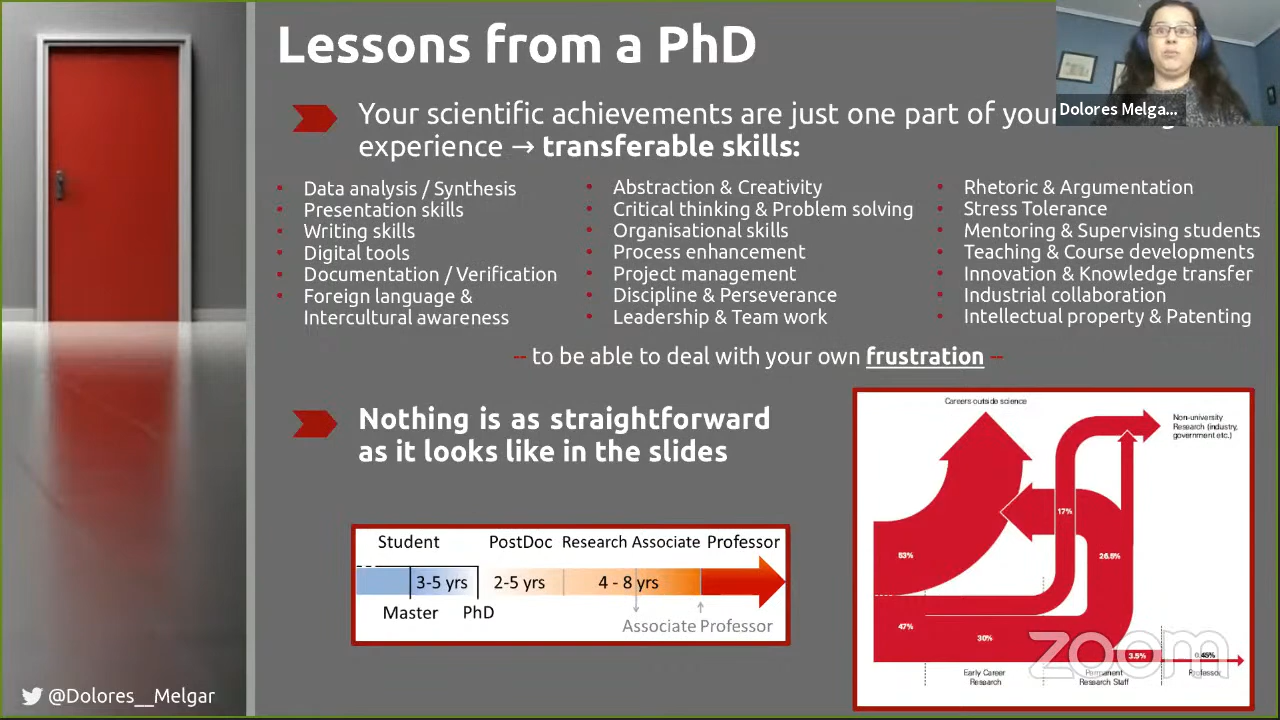 Lessons from a PhD
Your scientific achievements are just one part of your
experience → transferable skills:
Dolores Melga...
Data analysis / Synthesis
Presentation skills
Writing skills
Digital tools
Documentation / Verification
Foreign language &
Intercultural awareness
Abstraction & Creativity
Critical thinking & Problem solving
Organisational skills
Process enhancement
Project management
Discipline & Perseverance
Leadership & Team work
Rhetoric & Argumentation
Stress Tolerance
Mentoring & Supervising students
Teaching & Course developments
Innovation & Knowledge transfer
Industrial collaboration
Intellectual property & Patenting
-- to be able to deal with your own frustration --
Nothing is as straightforward
as it looks like in the slides
Student PostDoc Research Associate Professor
3-5 yrs 2-5 yrs 4 - 8 yrs
Master PhD
Associate Professor
Careers outside science
Non-university
Research (industry,
government etc.)
17%
53%
26.5%
47%
30%
3.5%
0.45%
Early Career
Research
Permanent
Research Staff
Professor
zoom
@Dolores__Melgar